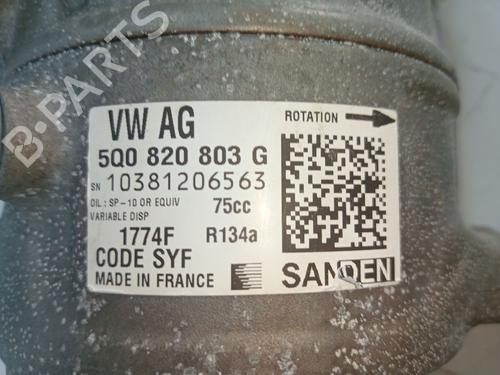 B-PARTS
VW AG
ROTATION
5Q0 820 803 G
SN 10381206563
OIL : SP-10 OR EQUIV 75cc
VARIABLE DISP
1774F R134a
CODE SYF
MADE IN FRANCE SANDEN